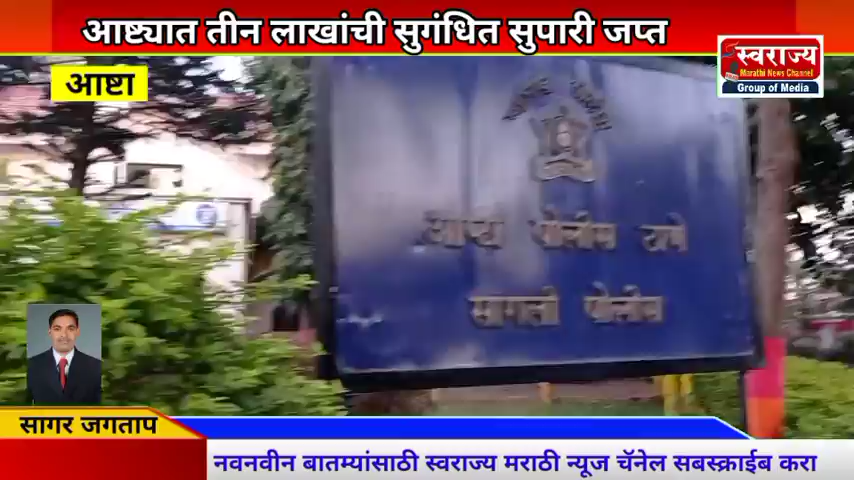 आष्ट्यात तीन लाखांची सुगंधित सुपारी जप्त
स्वराज्य
Marathi News Channel
Group of Media
आष्टा
आष्टा पोलीस ठाणे
सांगली पोलीस
सागर जगताप
नवनवीन बातम्यांसाठी स्वराज्य मराठी न्यूज चॅनेल सबस्क्राईब करा